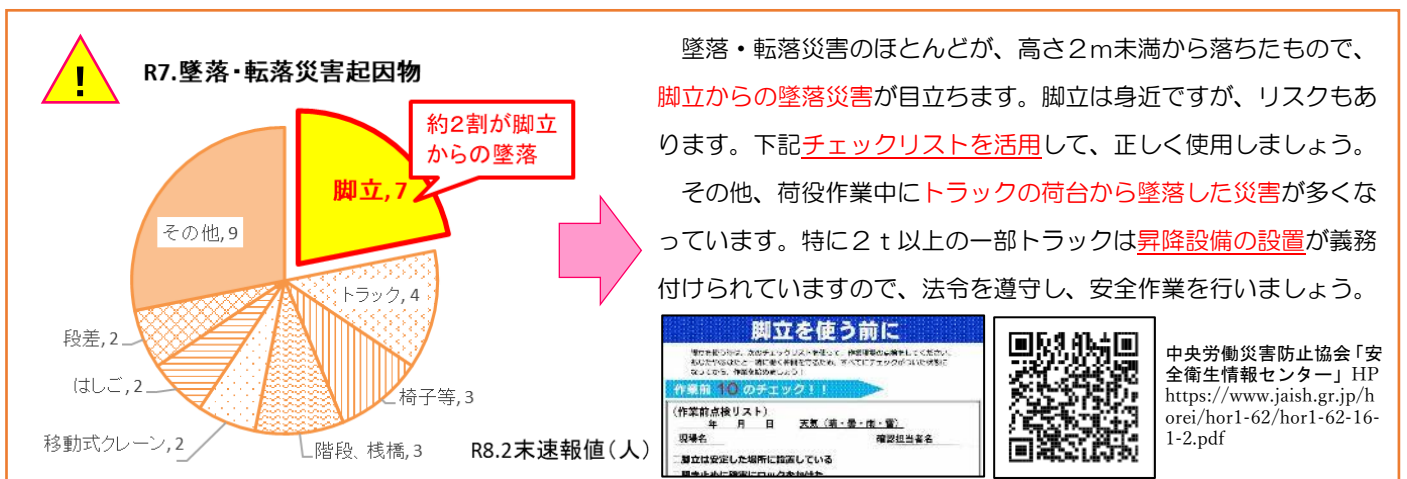 !
R7.墜落・転落災害起因物
約2割が脚立
からの墜落
脚立,7
その他,9
トラック,4
段差,2
はしご,2
椅子等,3
移動式クレーン,2
階段、桟橋,3
R8.2末速報値(人)
墜落・転落災害のほとんどが、高さ2m未満から落ちたもので、
脚立からの墜落災害が目立ちます。脚立は身近ですが、リスクもあ
ります。下記チェックリストを活用して、正しく使用しましょう。
その他、荷役作業中にトラックの荷台から墜落した災害が多くな
っています。特に2t以上の一部トラックは昇降設備の設置が義務
付けられていますので、法令を遵守し、安全作業を行いましょう。
脚立を使う前に
作業前 10 のチェック!!
(作業前点検リスト)
年 月 日 天気(晴・曇・雨・雪)
現場名 確認担当者名
脚立は安定した場所に設置している
中央労働災害防止協会「安
全衛生情報センター」HP
https://www.jaish.gr.jp/h
orei/hor1-62/hor1-62-16-
1-2.pdf